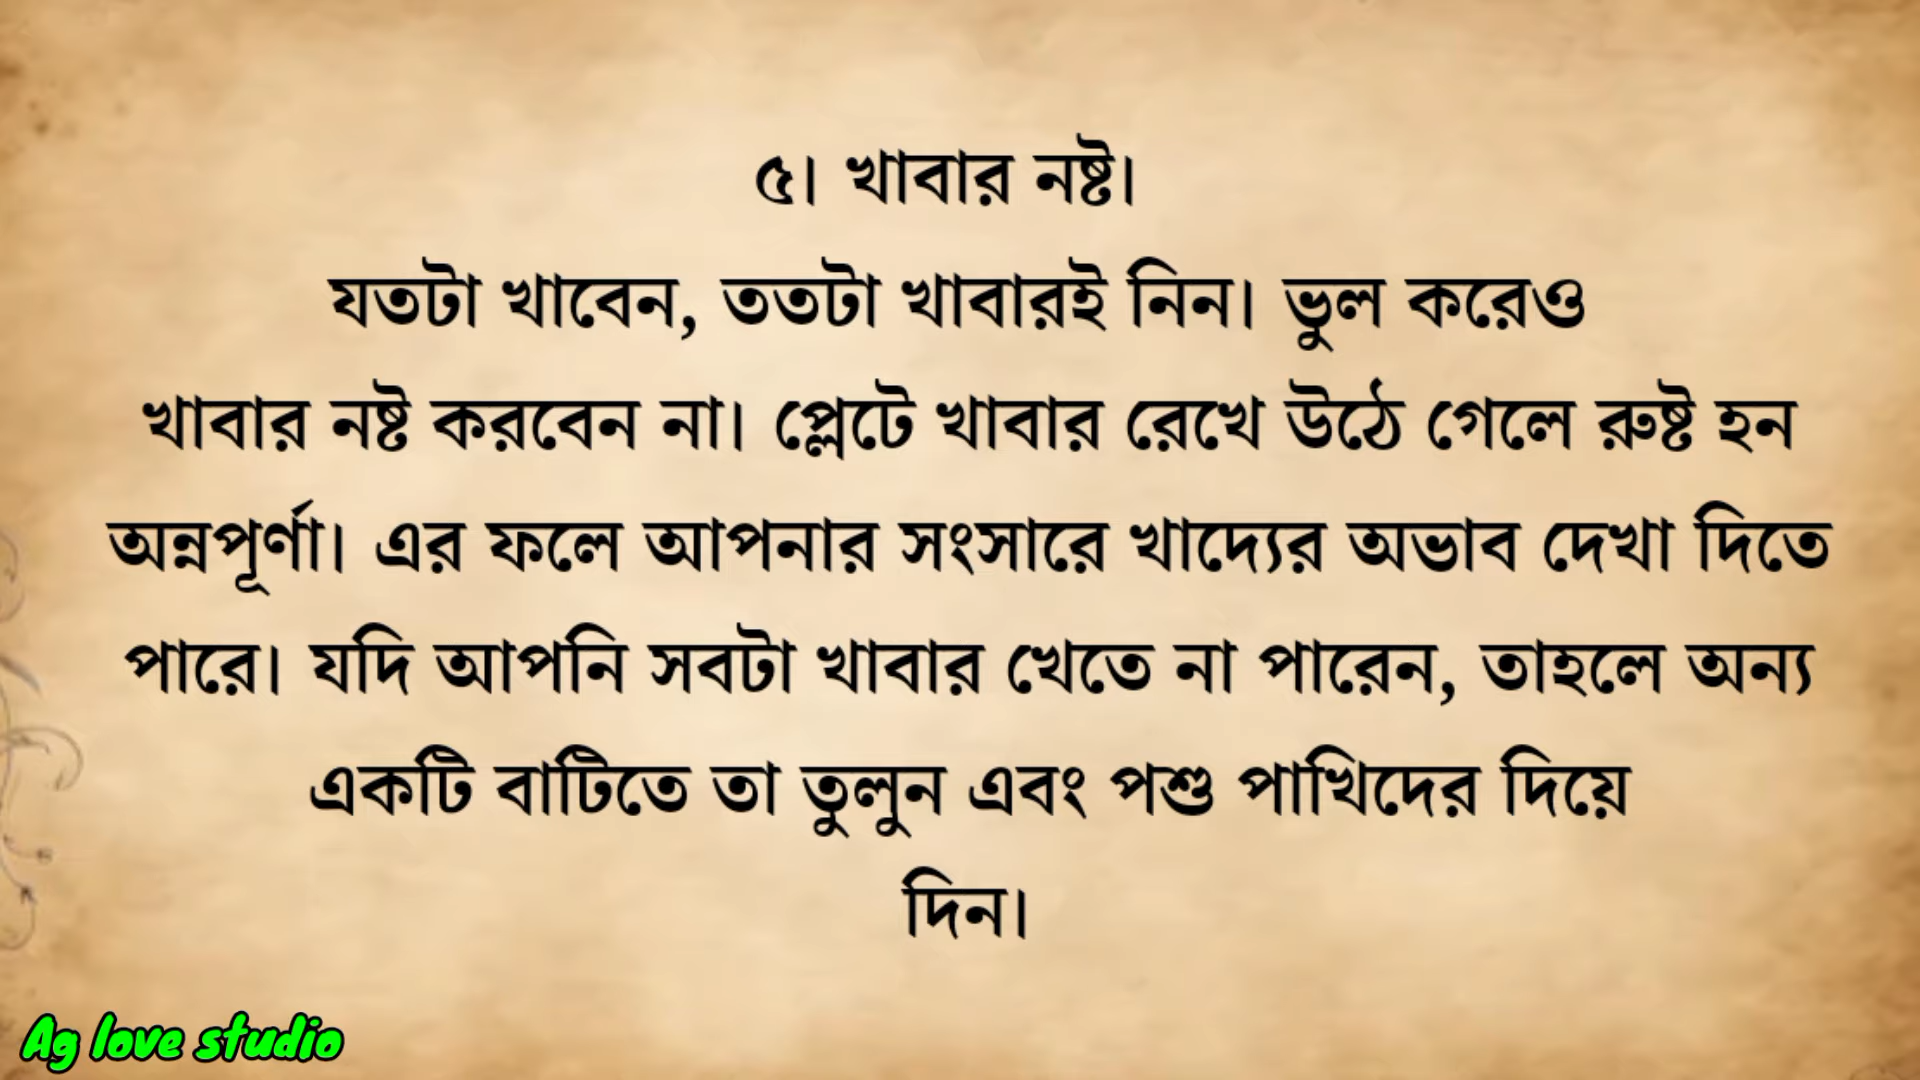 ৫। খাবার নষ্ট।
যতটা খাবেন, ততটা খাবারই নিন। ভুল করেও
খাবার নষ্ট করবেন না। প্লেটে খাবার রেখে উঠে গেলে রুষ্ট হন
অন্নপূর্ণা। এর ফলে আপনার সংসারে খাদ্যের অভাব দেখা দিতে
পারে। যদি আপনি সবটা খাবার খেতে না পারেন, তাহলে অন্য
একটি বাটিতে তা তুলুন এবং পশু পাখিদের দিয়ে
দিন।
Ag love studio